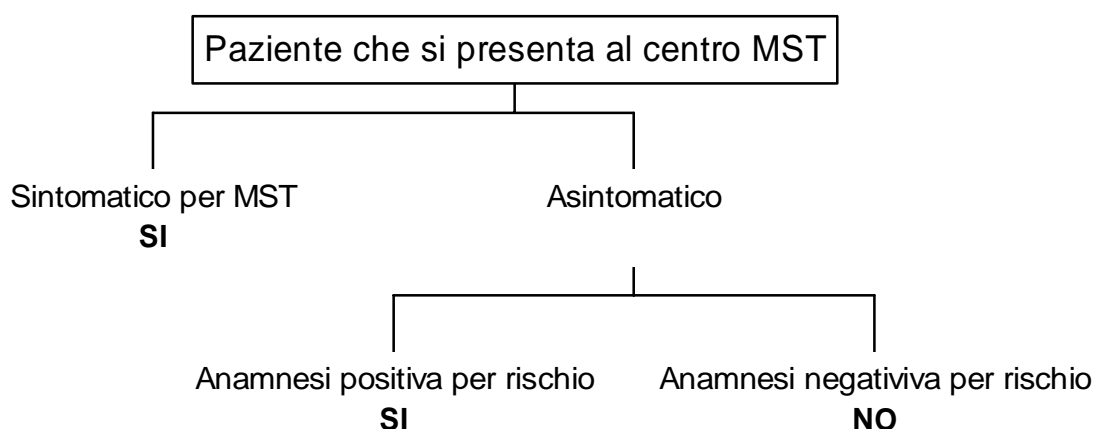 Paziente che si presenta al centro MST
Sintomatico per MST
SI
Asintomatico
Anamnesi positiva per rischio
SI
Anamnesi negativiva per rischio
NO